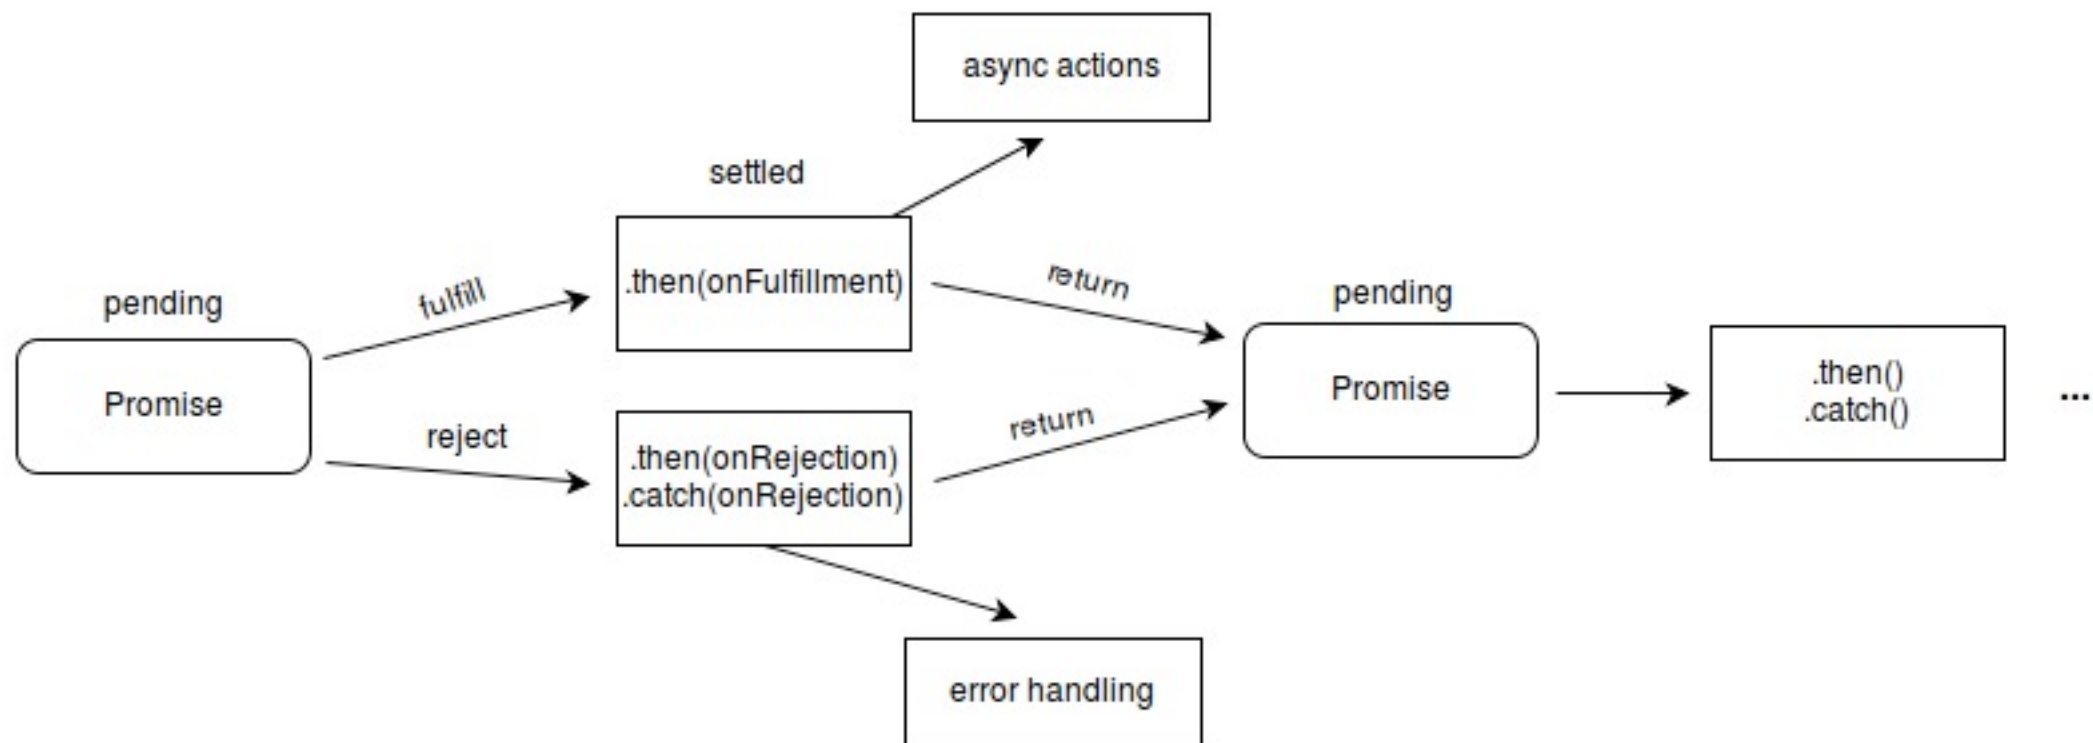 async actions
settled
.then(onFulfillment)
fulfill
return
pending
pending
Promise
Promise
.then()
.catch()
...
reject
return
.then(onRejection)
.catch(onRejection)
error handling